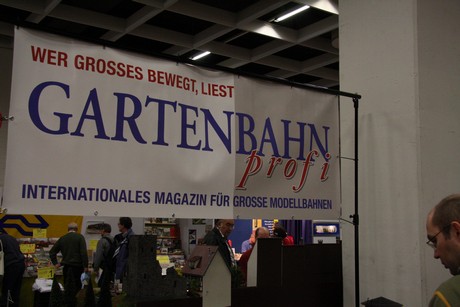 WER GROSSES BEWEGT, LIEST
GARTENBAHN
profi
INTERNATIONALES MAGAZIN FÜR GROSSE MODELLBAHNEN